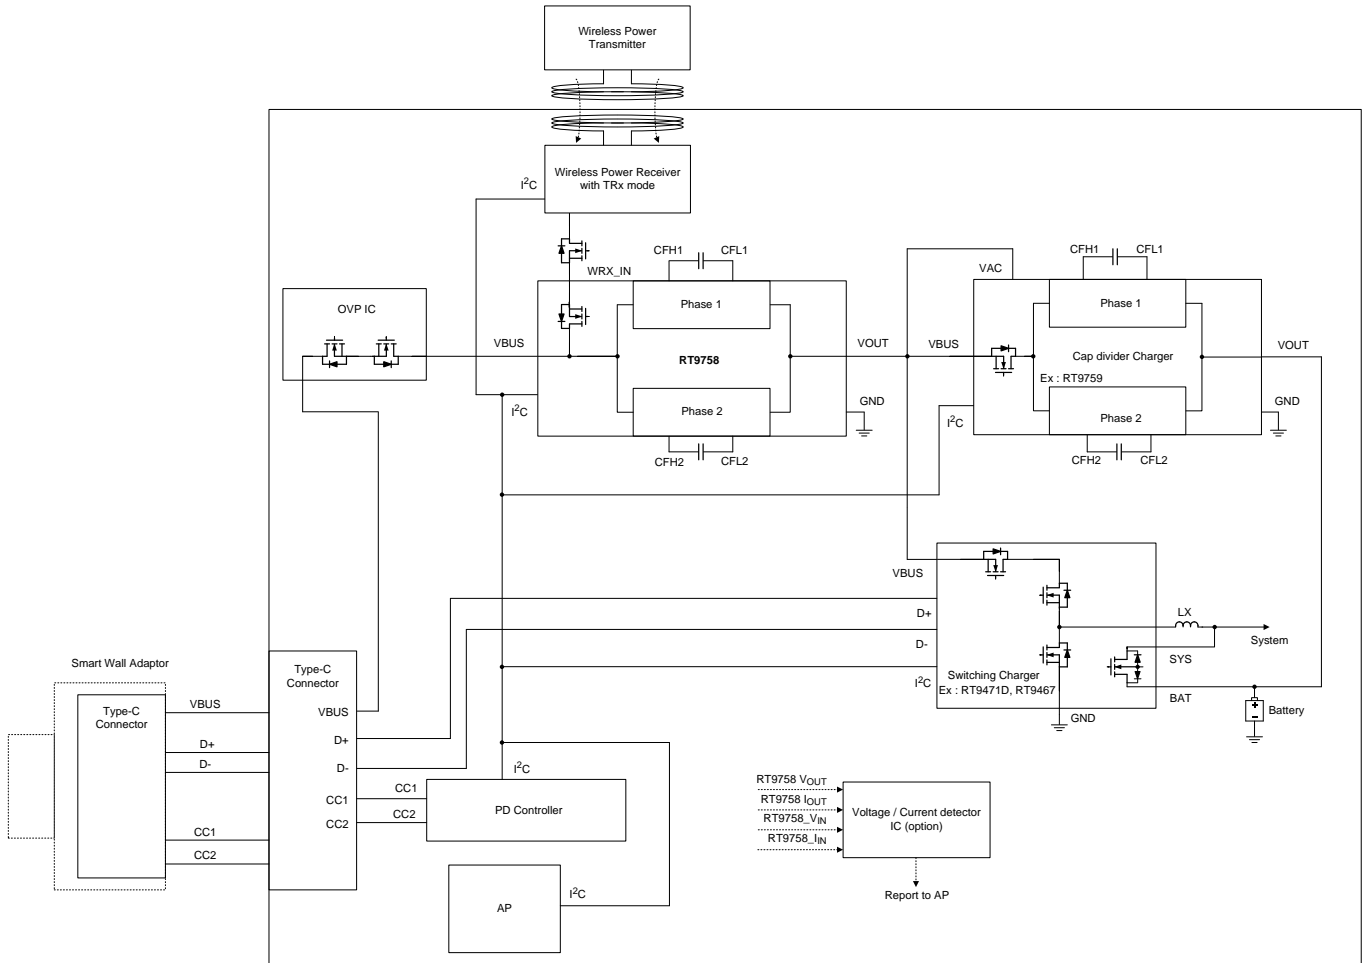 Wireless Power
Transmitter
Wireless Power Receiver
with TRx mode
I²C
WRX_IN
CFH1
CFL1
Phase 1
RT9758
Phase 2
CFH2
CFL2
VBUS
I²C
VOUT
GND
OVP IC
VAC
CFH1
CFL1
Phase 1
VBUS
Cap divider Charger
Ex : RT9759
VOUT
Phase 2
I²C
GND
CFH2
CFL2
VBUS
D+
D-
I²C
Switching Charger
Ex : RT9471D, RT9467
LX
System
SYS
BAT
GND
Battery
Smart Wall Adaptor
Type-C
Connector
VBUS
D+
D-
CC1
CC2
Type-C
Connector
VBUS
D+
D-
CC1
CC2
CC1
CC2
I²C
PD Controller
AP
I²C
RT9758 VOUT
RT9758 IOUT
RT9758_VIN
RT9758_IIN
Voltage / Current detector
IC (option)
Report to AP